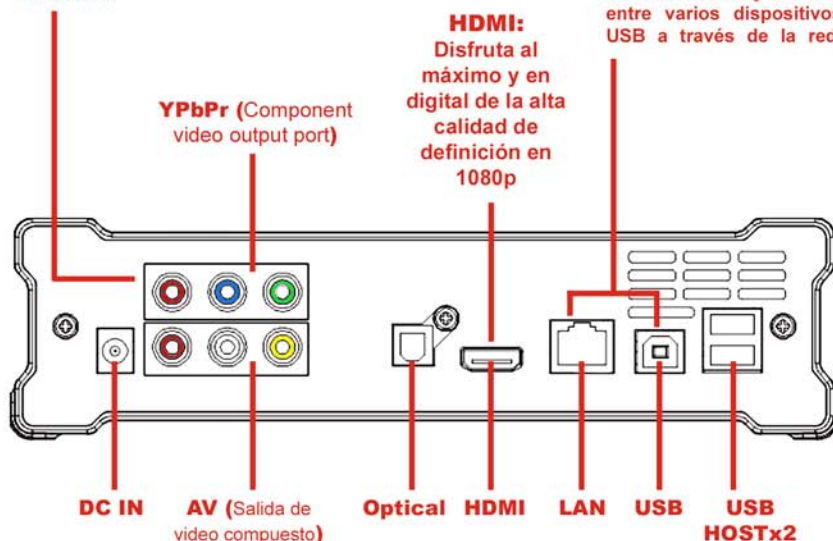 entre varios dispositivos
USB a través de la red
HDMI:
Disfruta al
máximo y en
digital de la alta
calidad de
definición en
1080p
YPbPr (Component
video output port)
DC IN
AV (Salida de
video compuesto)
Optical
HDMI
LAN
USB
USB
HOSTx2